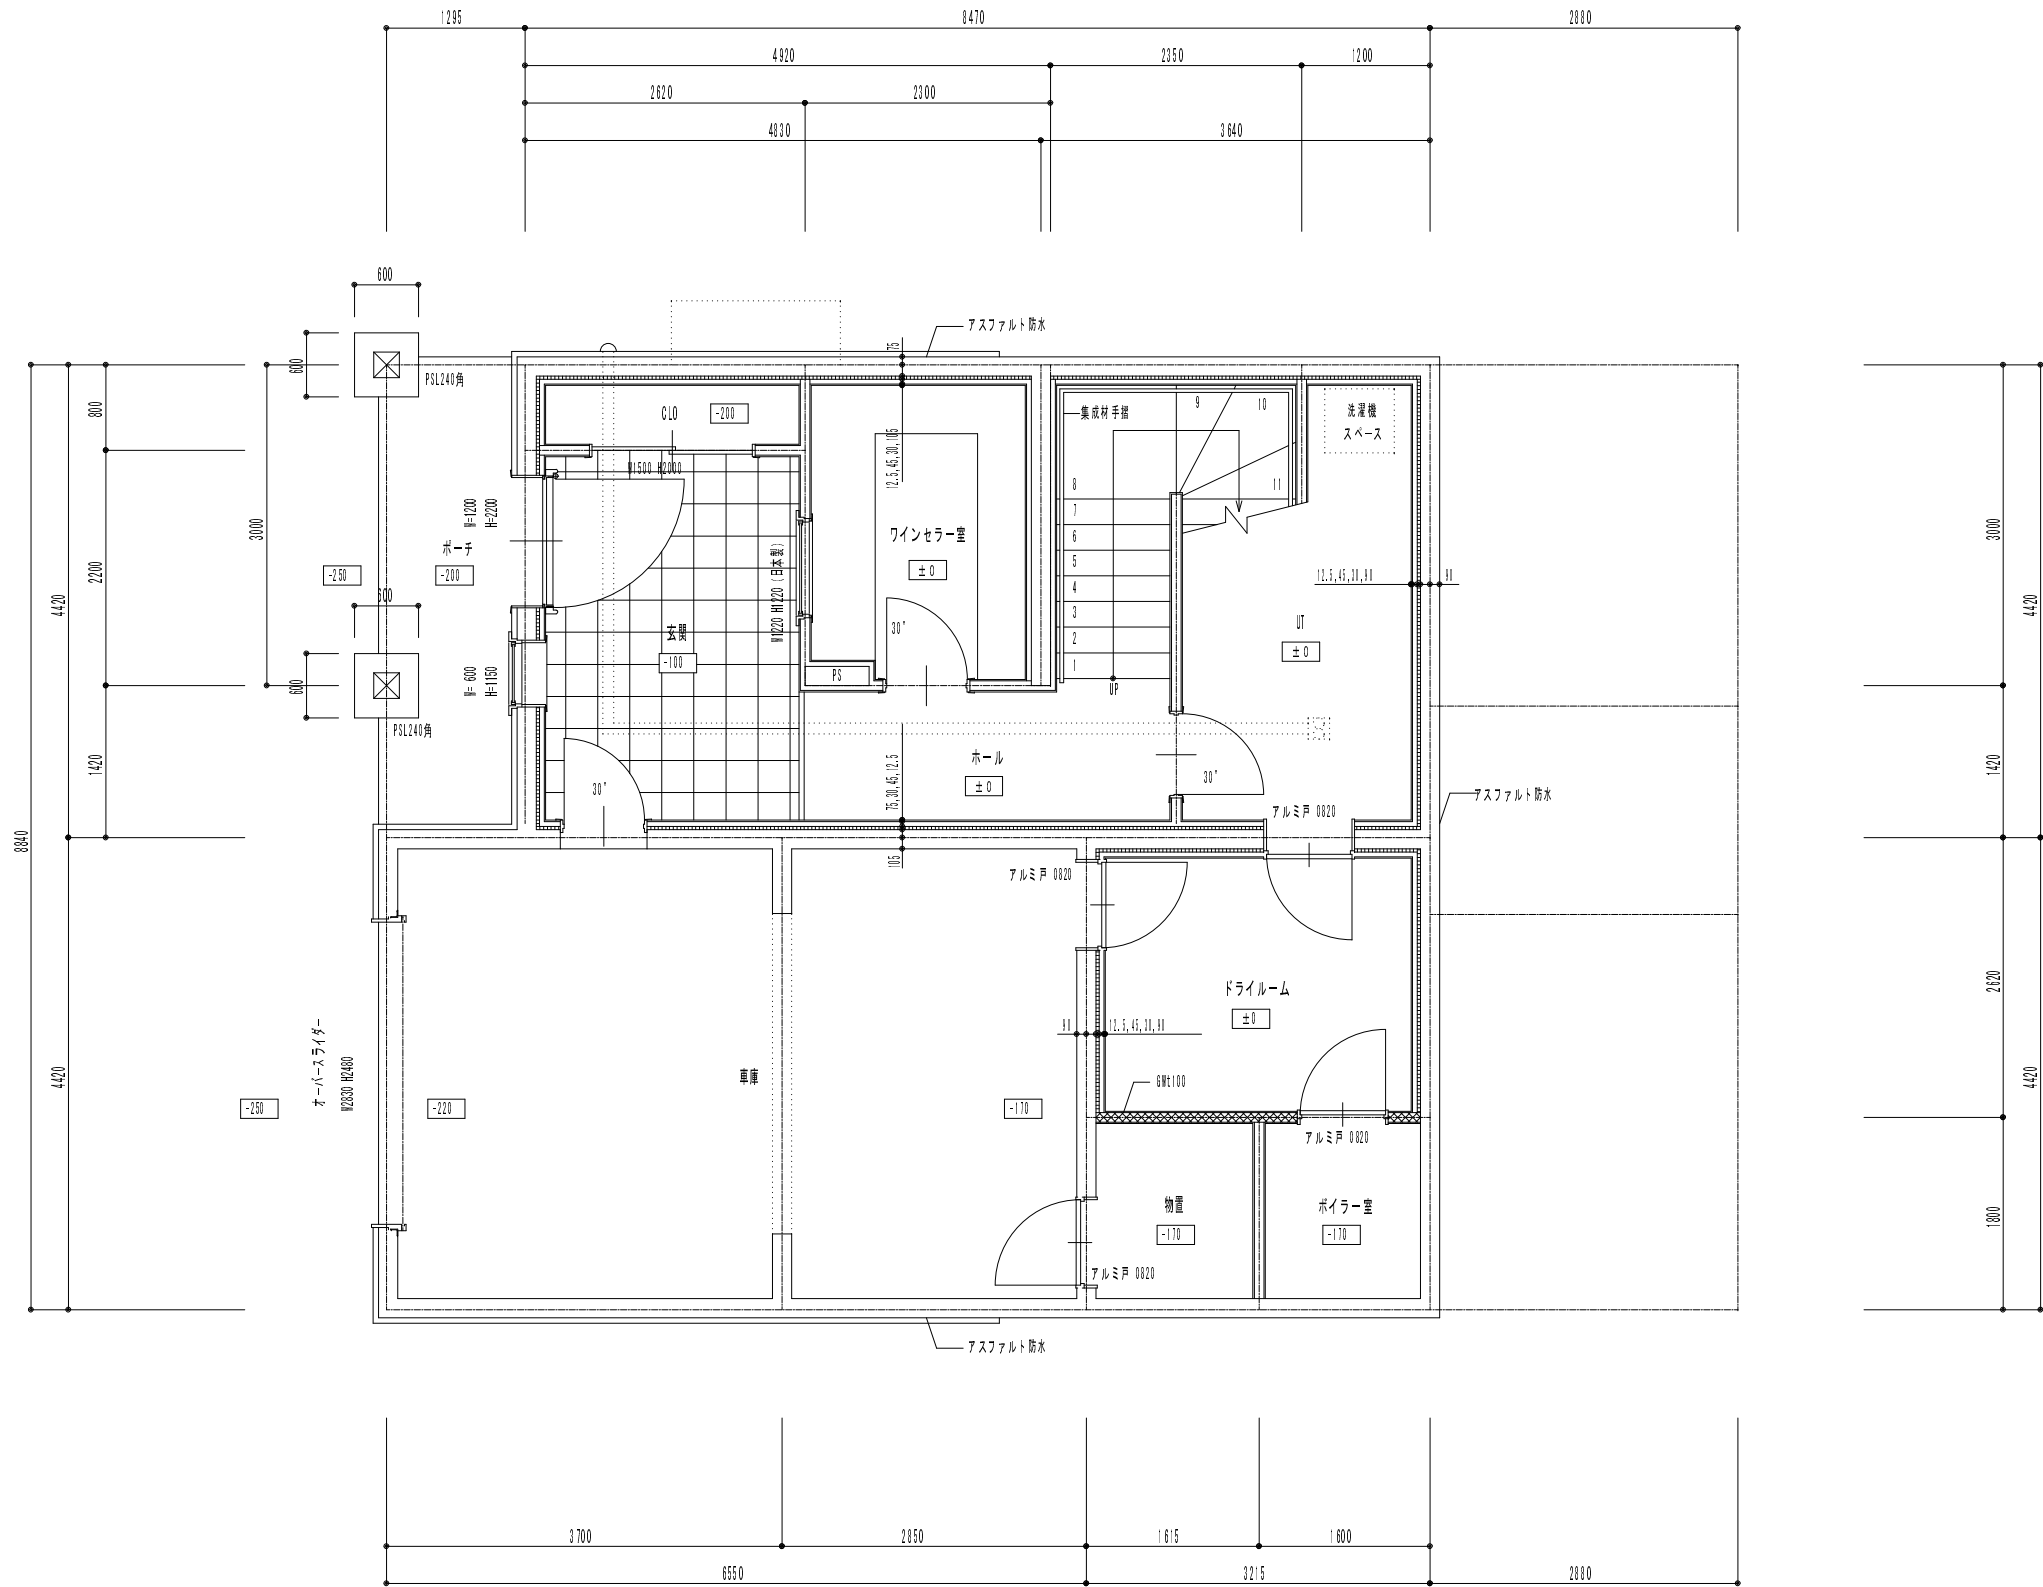 1295
8470
2880
4920
2350
1200
2620
2300
4830
3640
600
アスファルト防水
75
600
PSL240角
CLO
-200
集成材手摺
9
10
洗濯機
スペース
800
W1500 H2000
12.5,45,30,105
8
11
7
6
5
4
3
2
1
UP
3000
2200
4420
8840
1420
W=1200
H=2200
ポーチ
-250
-200
ワインセラー室
±0
W1220 H1220（日本製）
12.5,45,30,90
90
3000
4420
600
玄関
-100
UT
±0
30"
600
W= 600
H=1150
PS
PSL240角
ホール
±0
30"
30"
75,30,45,12.5
105
アルミ戸 0820
アスファルト防水
1420
アルミ戸 0820
ドライルーム
±0
90
12.5,45,30,90
2620
オーバースライダー
W2830 H2480
車庫
GWt100
4420
-250
-220
-170
アルミ戸 0820
4420
物置
-170
ボイラー室
-170
1800
アルミ戸 0820
アスファルト防水
3700
2850
1615
1600
6550
3215
2880